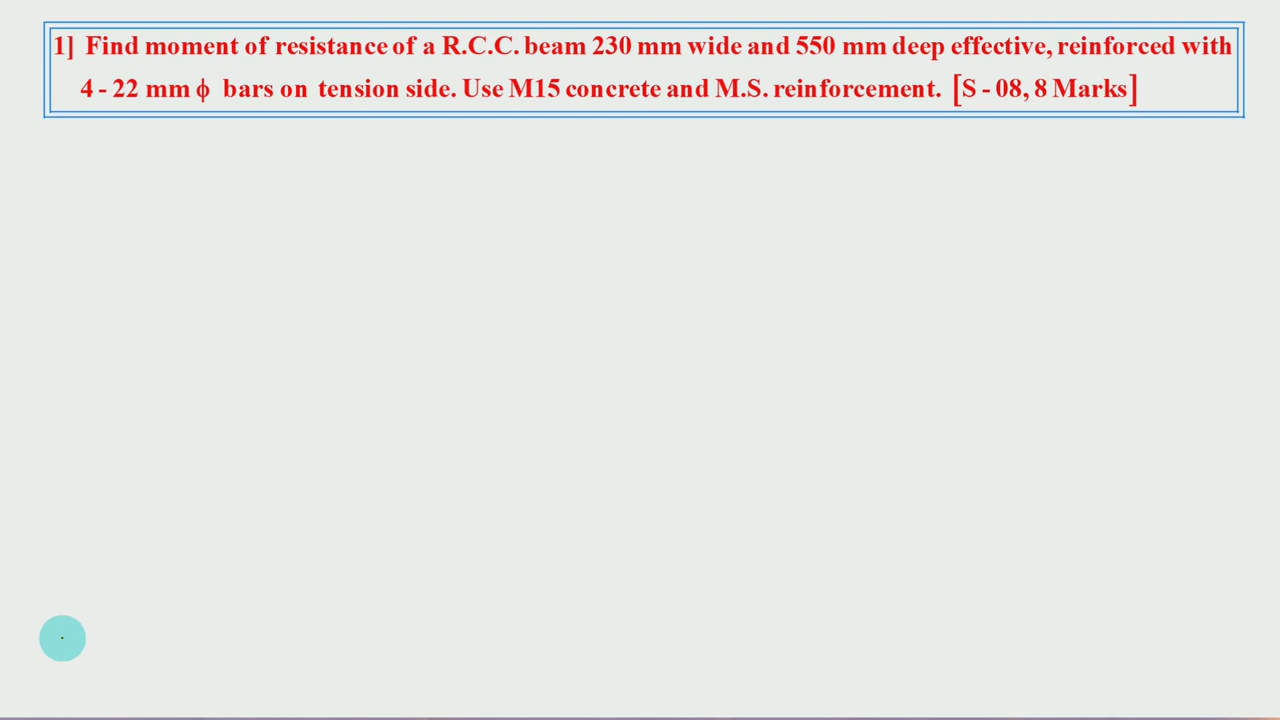 1] Find moment of resistance of a R.C.C. beam 230 mm wide and 550 mm deep effective, reinforced with
4 - 22 mm ϕ bars on tension side. Use M15 concrete and M.S. reinforcement. [S - 08, 8 Marks]